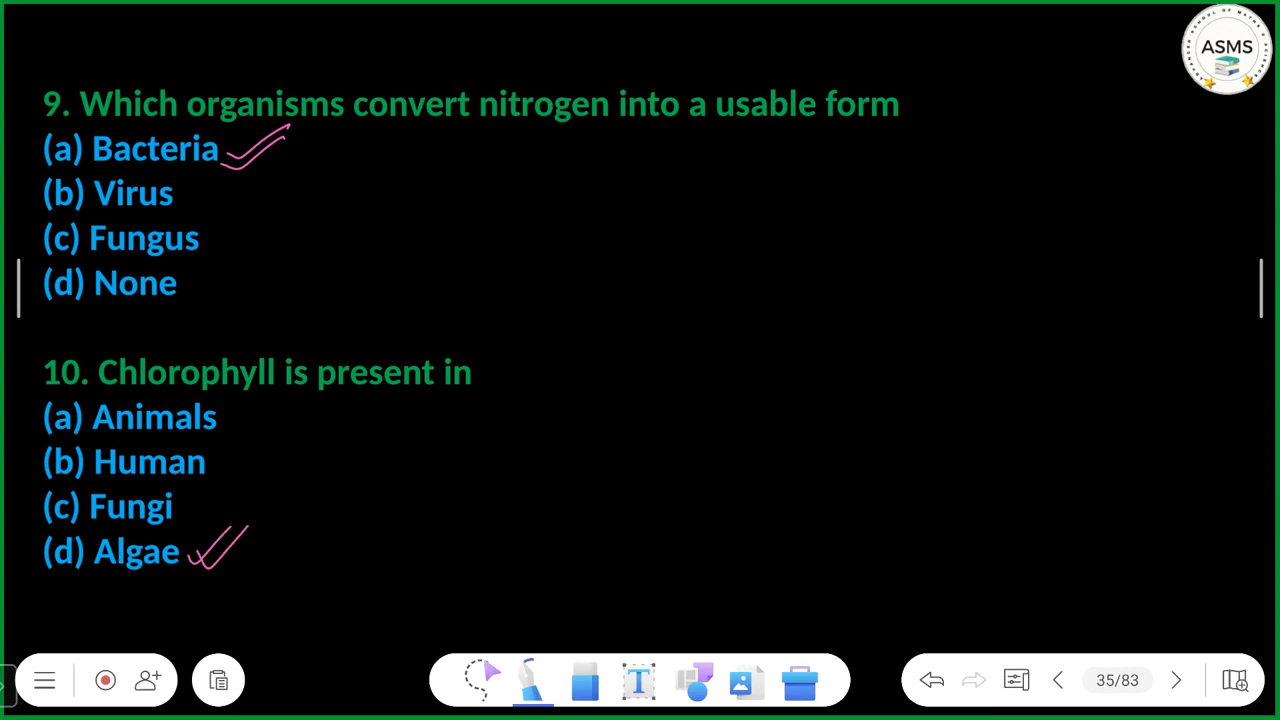 ASMS
9. Which organisms convert nitrogen into a usable form
(a) Bacteria
(b) Virus
(c) Fungus
(d) None
10. Chlorophyll is present in
(a) Animals
(b) Human
(c) Fungi
(d) Algae
T
35/83